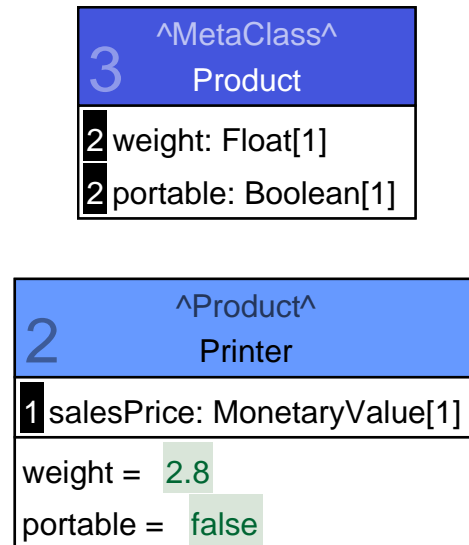 ^MetaClass^
3 Product
2 weight: Float[1]
2 portable: Boolean[1]
^Product^
2 Printer
1 salesPrice: MonetaryValue[1]
weight = 2.8
portable = false